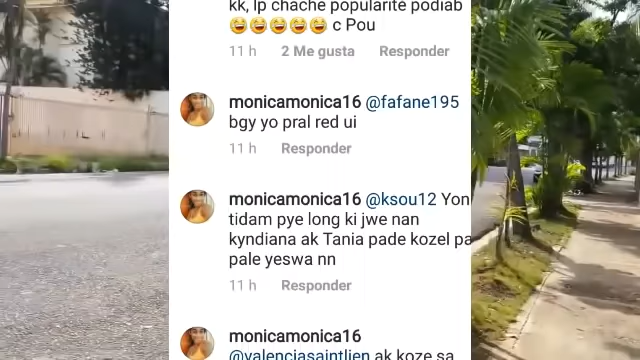 kk, lp chache popularite podiab
😂😂😂😂😂 c Pou
11 h 2 Me gusta Responder
monicamonica16 @fafane195
bgy yo pral red ui
11 h Responder
monicamonica16 @ksou12 Yon
tidam pye long ki jwe nan
kyndiana ak Tania pade kozel pa
pale yeswa nn
11 h Responder
monicamonica16
@valenciasaintlien ak koze sa